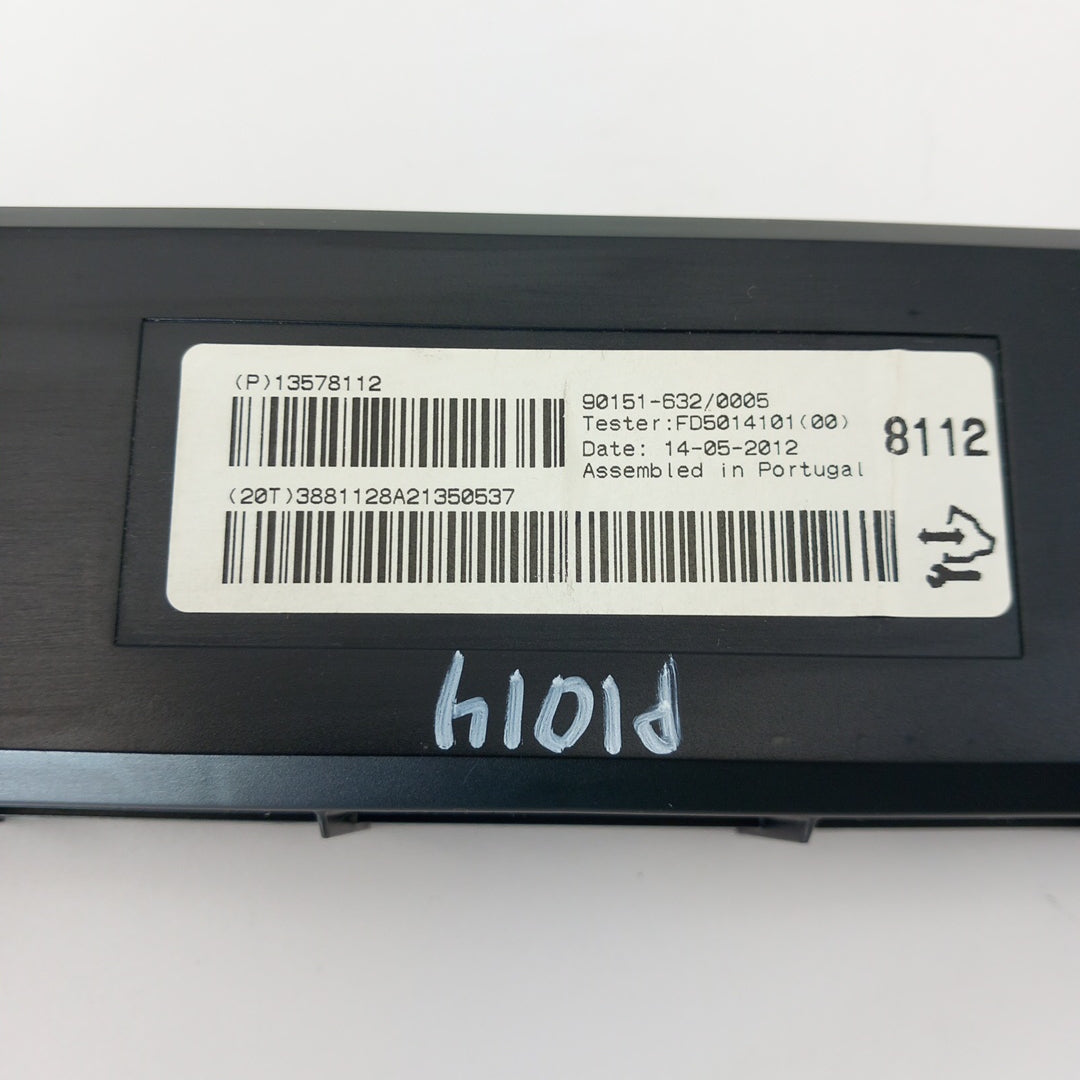 (P)13578112
90151-632/0005
Tester:FD5014101(00)
Date: 14-05-2012
Assembled in Portugal
8112
(20T)3881128A21350537
P1014